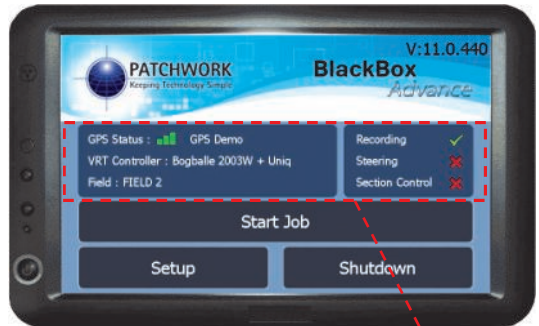 V:11.0.440
PATCHWORK
Keeping Technology Simple
BlackBox
Advance
GPS Status : GPS Demo
VRT Controller : Bogballe 2003W + Uniq
Field : FIELD 2
Recording
Steering
Section Control
Start Job
Setup
Shutdown